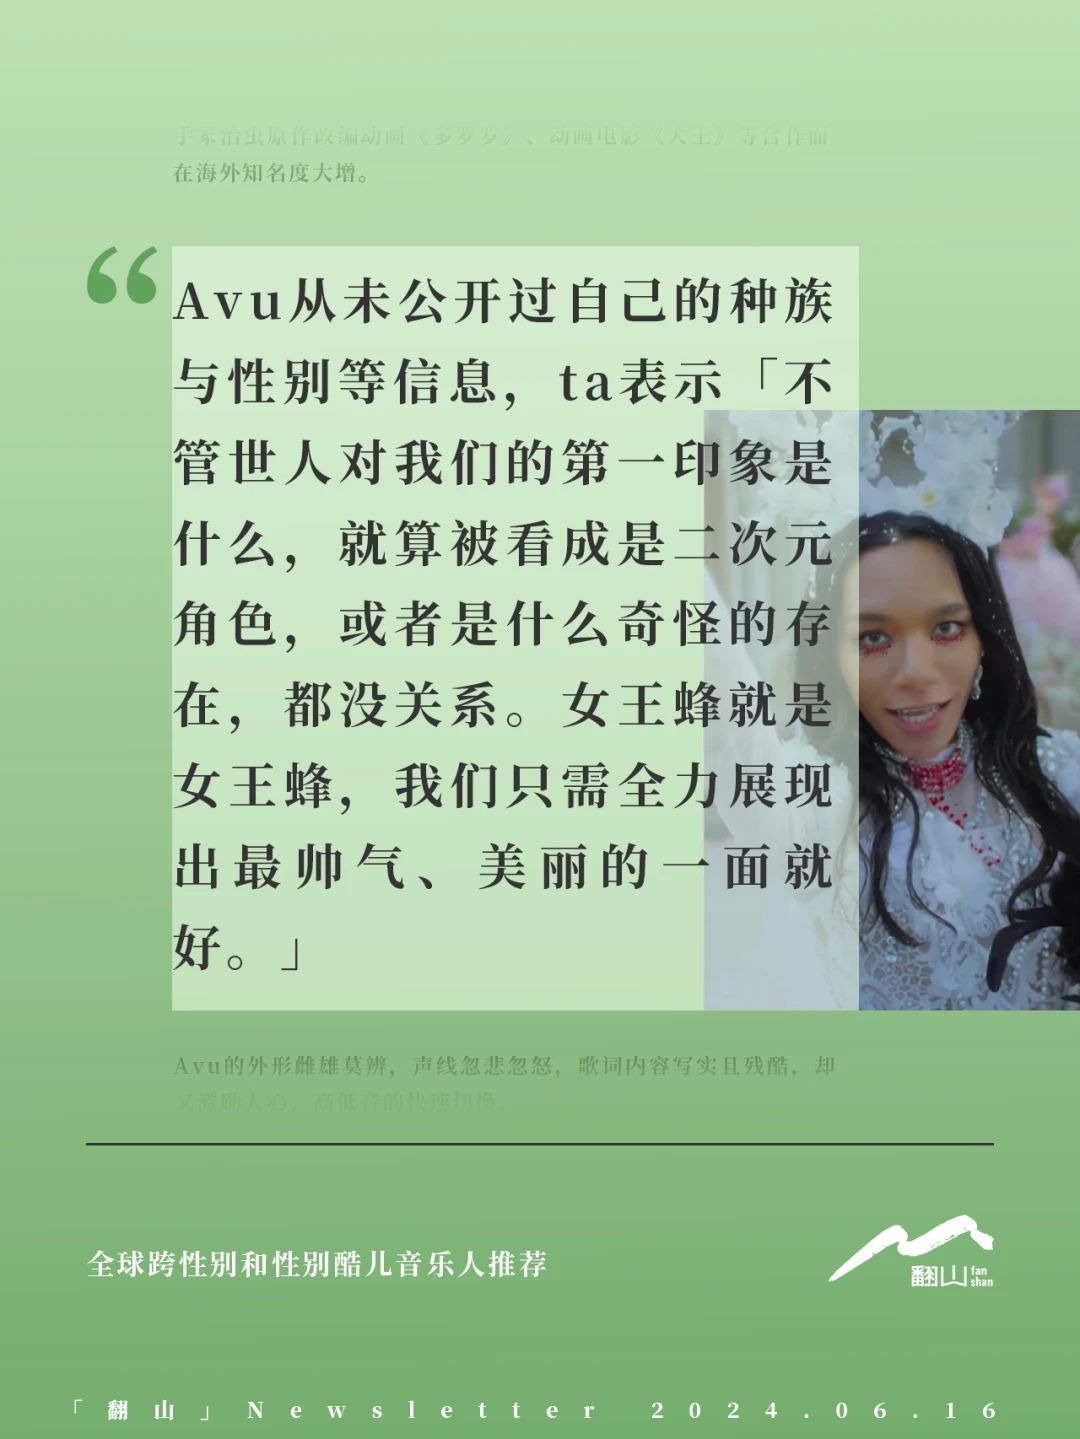 手冢治虫原作改编动画《多罗罗》、动画电影《犬王》等合作而
在海外知名度大增。
“
Avu从未公开过自己的种族
与性别等信息，ta表示「不
管世人对我们的第一印象是
什么，就算被看成是二次元
角色，或者是什么奇怪的存
在，都没关系。女王蜂就是
女王蜂，我们只需全力展现
出最帅气、美丽的一面就
好。」
Avu的外形雌雄莫辨，声线忽悲忽怒，歌词内容写实且残酷，却
又激励人心，高低音的快速切换，
全球跨性别和性别酷儿音乐人推荐
翻山 fan shan
「翻山」Newsletter 2024.06.16